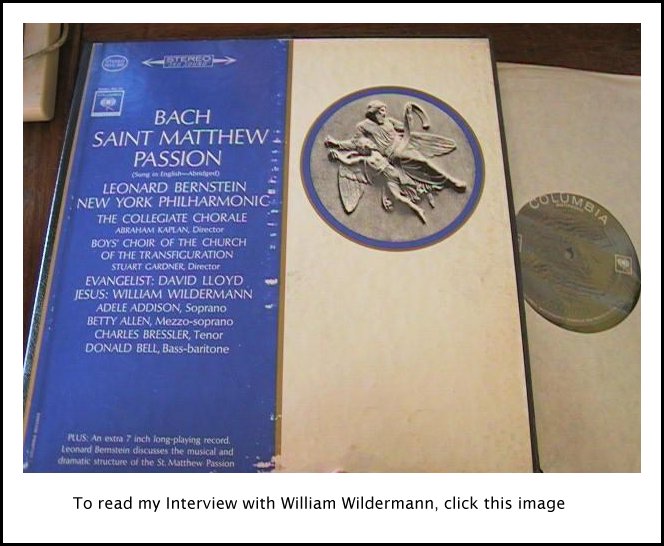 STEREO
BACH
SAINT MATTHEW
PASSION
(Sung in English—Abridged)
LEONARD BERNSTEIN
NEW YORK PHILHARMONIC
THE COLLEGIATE CHORALE
ABRAHAM KAPLAN, Director
BOYS' CHOIR OF THE CHURCH
OF THE TRANSFIGURATION
STUART GARDNER, Director
EVANGELIST: DAVID LLOYD
JESUS: WILLIAM WILDERMANN
ADELE ADDISON, Soprano
BETTY ALLEN, Mezzo-soprano
CHARLES BRESSLER, Tenor
DONALD BELL, Bass-baritone
PLUS: An extra 7 inch long-playing record.
Leonard Bernstein discusses the musical and
dramatic structure of the St. Matthew Passion
COLUMBIA
To read my Interview with William Wildermann, click this image